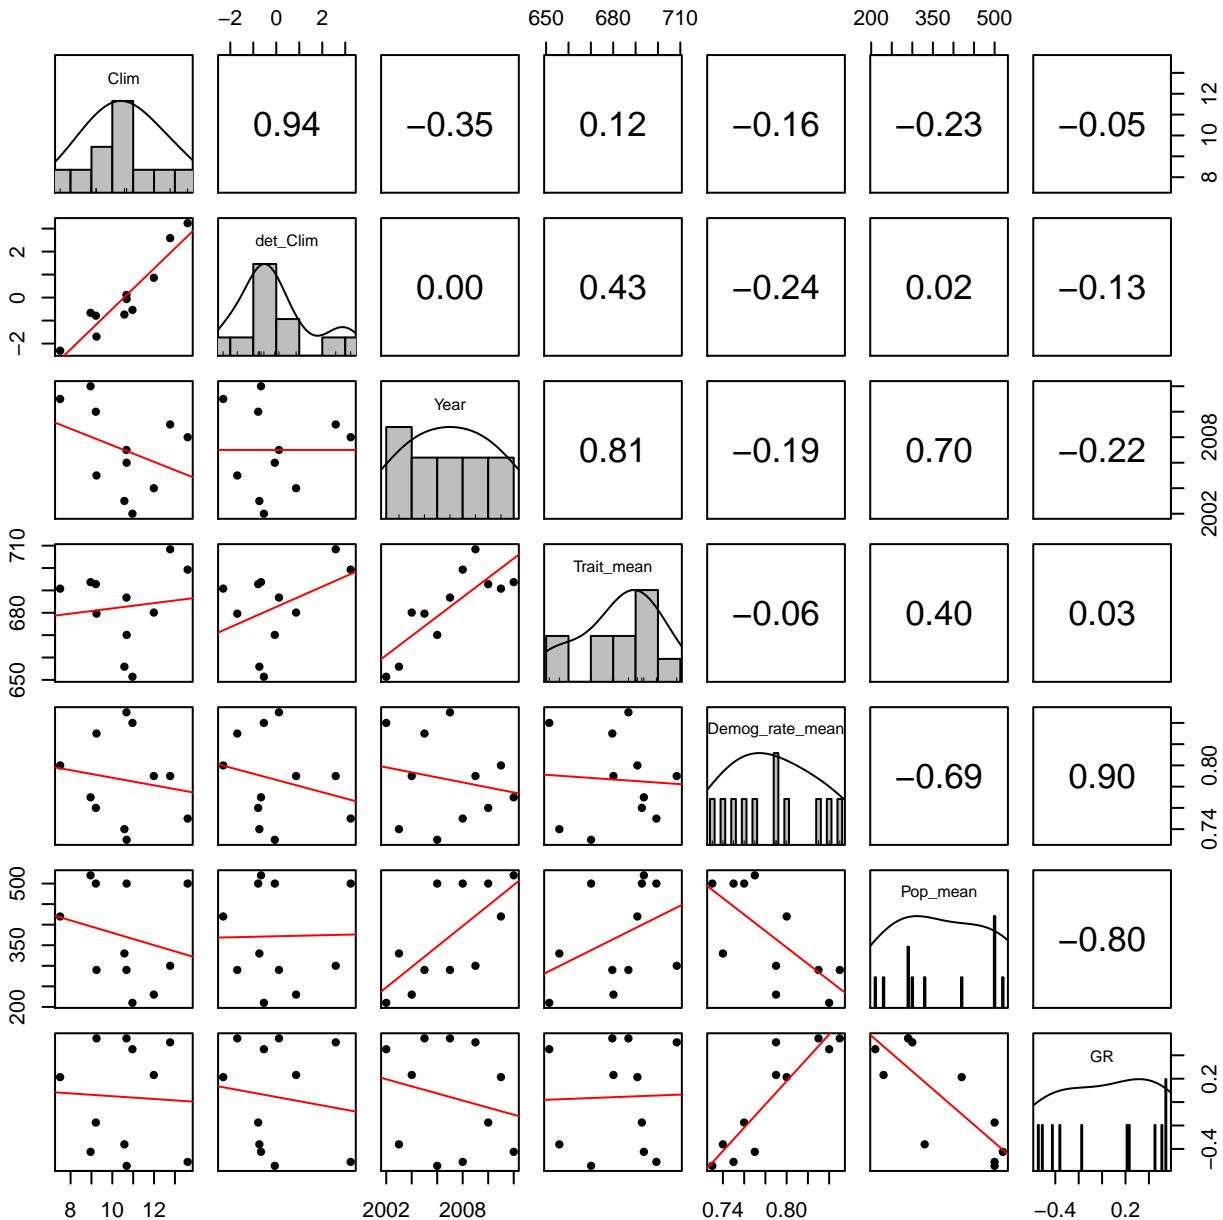 −2 0 2 650 680 710 200 350 500
Clim
0.94 −0.35 0.12 −0.16 −0.23 −0.05
8 10 12
−2 0 2
det_Clim
0.00 0.43 −0.24 0.02 −0.13
Year
0.81 −0.19 0.70 −0.22
2002 2008
650 680 710
Trait_mean
−0.06 0.40 0.03
Demog_rate_mean
−0.69 0.90
0.74 0.80
200 350 500
Pop_mean
−0.80
GR
−0.4 0.2
8 10 12 2002 2008 0.74 0.80 −0.4 0.2